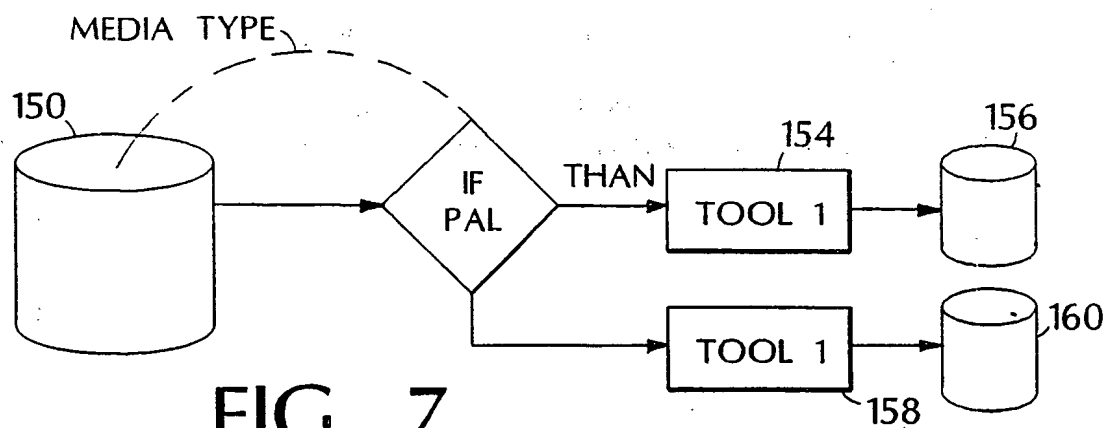 MEDIA TYPE
150
IF
PAL
THAN
154
TOOL 1
156
TOOL 1
158
160
FIG. 7